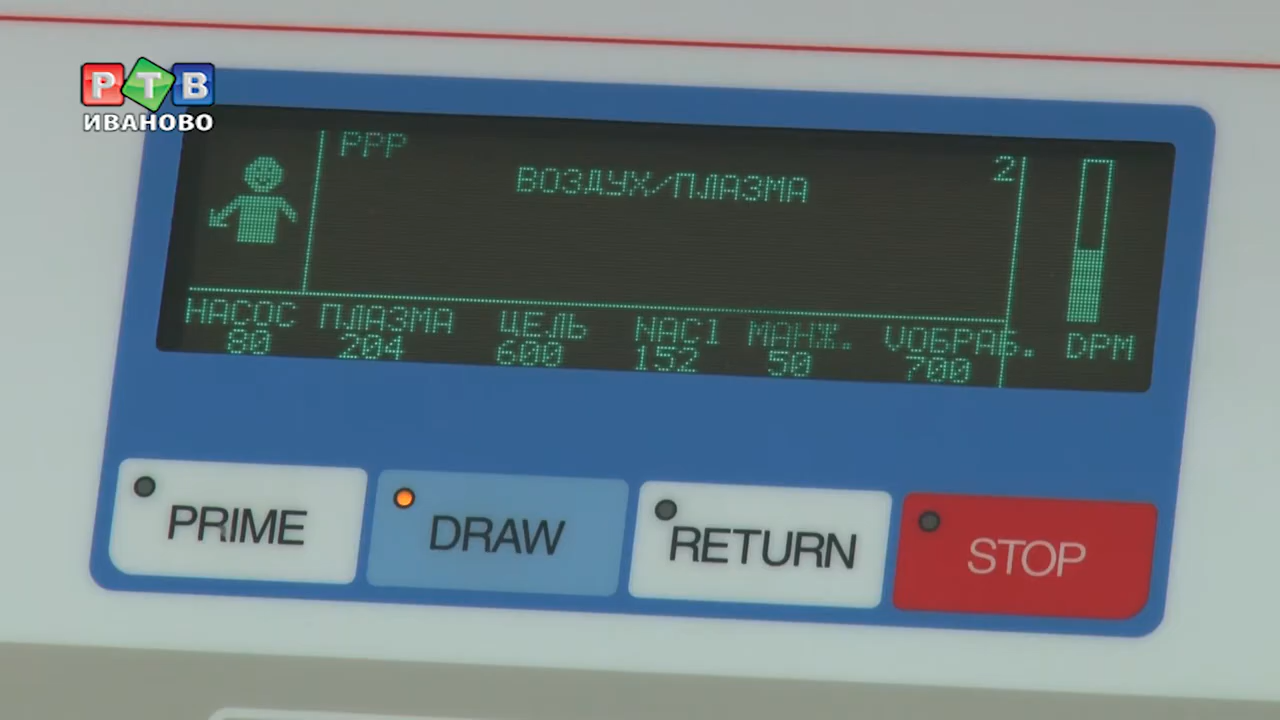 РТВ
ИВАНОВО
PPP
2
ВОЗДУХ/ПЛАЗМА
НАСОС ПЛАЗМА ЦЕЛЬ NAC1 МАНЖ. VОБРАБ. DPM
80 204 600 152 50 700
PRIME DRAW RETURN STOP